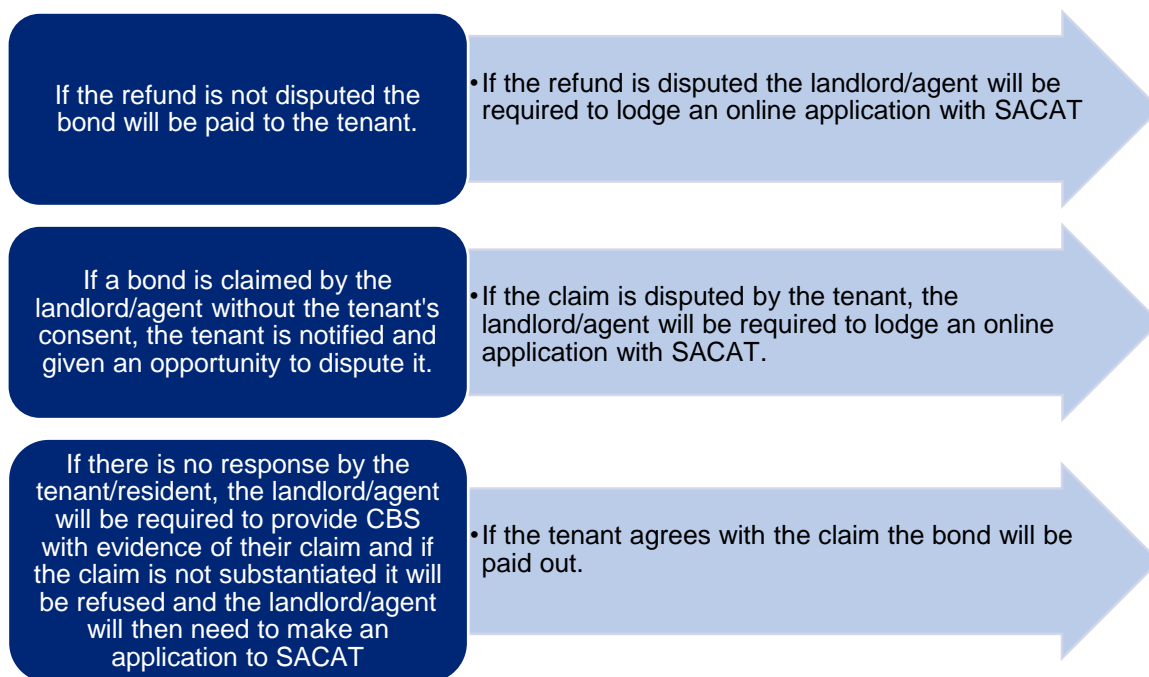 If the refund is not disputed the
bond will be paid to the tenant.
•If the refund is disputed the landlord/agent will be
required to lodge an online application with SACAT
If a bond is claimed by the
landlord/agent without the tenant's
consent, the tenant is notified and
given an opportunity to dispute it.
•If the claim is disputed by the tenant, the
landlord/agent will be required to lodge an online
application with SACAT.
If there is no response by the
tenant/resident, the landlord/agent
will be required to provide CBS
with evidence of their claim and if
the claim is not substantiated it will
be refused and the landlord/agent
will then need to make an
application to SACAT
•If the tenant agrees with the claim the bond will be
paid out.